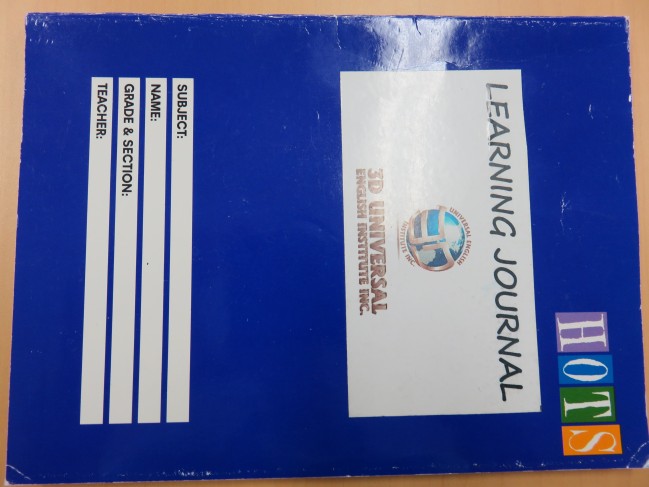 HOTS
LEARNING JOURNAL
UNIVERSAL ENGLISH
INSTITUTE INC.
3D UNIVERSAL
ENGLISH INSTITUTE INC.
SUBJECT:
NAME:
GRADE & SECTION:
TEACHER: